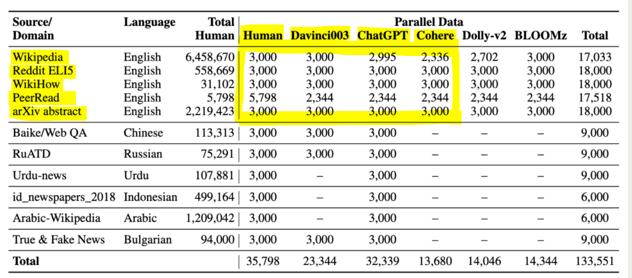 Source/ Language Total Parallel Data
Domain Human Human Davinci003 ChatGPT Cohere Dolly-v2 BLOOMz Total
Wikipedia English 6,458,670 3,000 3,000 2,995 2,336 2,702 3,000 17,033
Reddit ELI5 English 558,669 3,000 3,000 3,000 3,000 3,000 3,000 18,000
WikiHow English 31,102 3,000 3,000 3,000 3,000 3,000 3,000 18,000
PeerRead English 5,798 5,798 2,344 2,344 2,344 2,344 2,344 17,518
arXiv abstract English 2,219,423 3,000 3,000 3,000 3,000 3,000 3,000 18,000
Baike/Web QA Chinese 113,313 3,000 3,000 3,000 – – – 9,000
RuATD Russian 75,291 3,000 3,000 3,000 – – – 9,000
Urdu-news Urdu 107,881 3,000 – 3,000 – – – 9,000
id_newspapers_2018 Indonesian 499,164 3,000 – 3,000 – – – 6,000
Arabic-Wikipedia Arabic 1,209,042 3,000 – 3,000 – – – 6,000
True & Fake News Bulgarian 94,000 3,000 3,000 3,000 – – – 9,000
Total 35,798 23,344 32,339 13,680 14,046 14,344 133,551